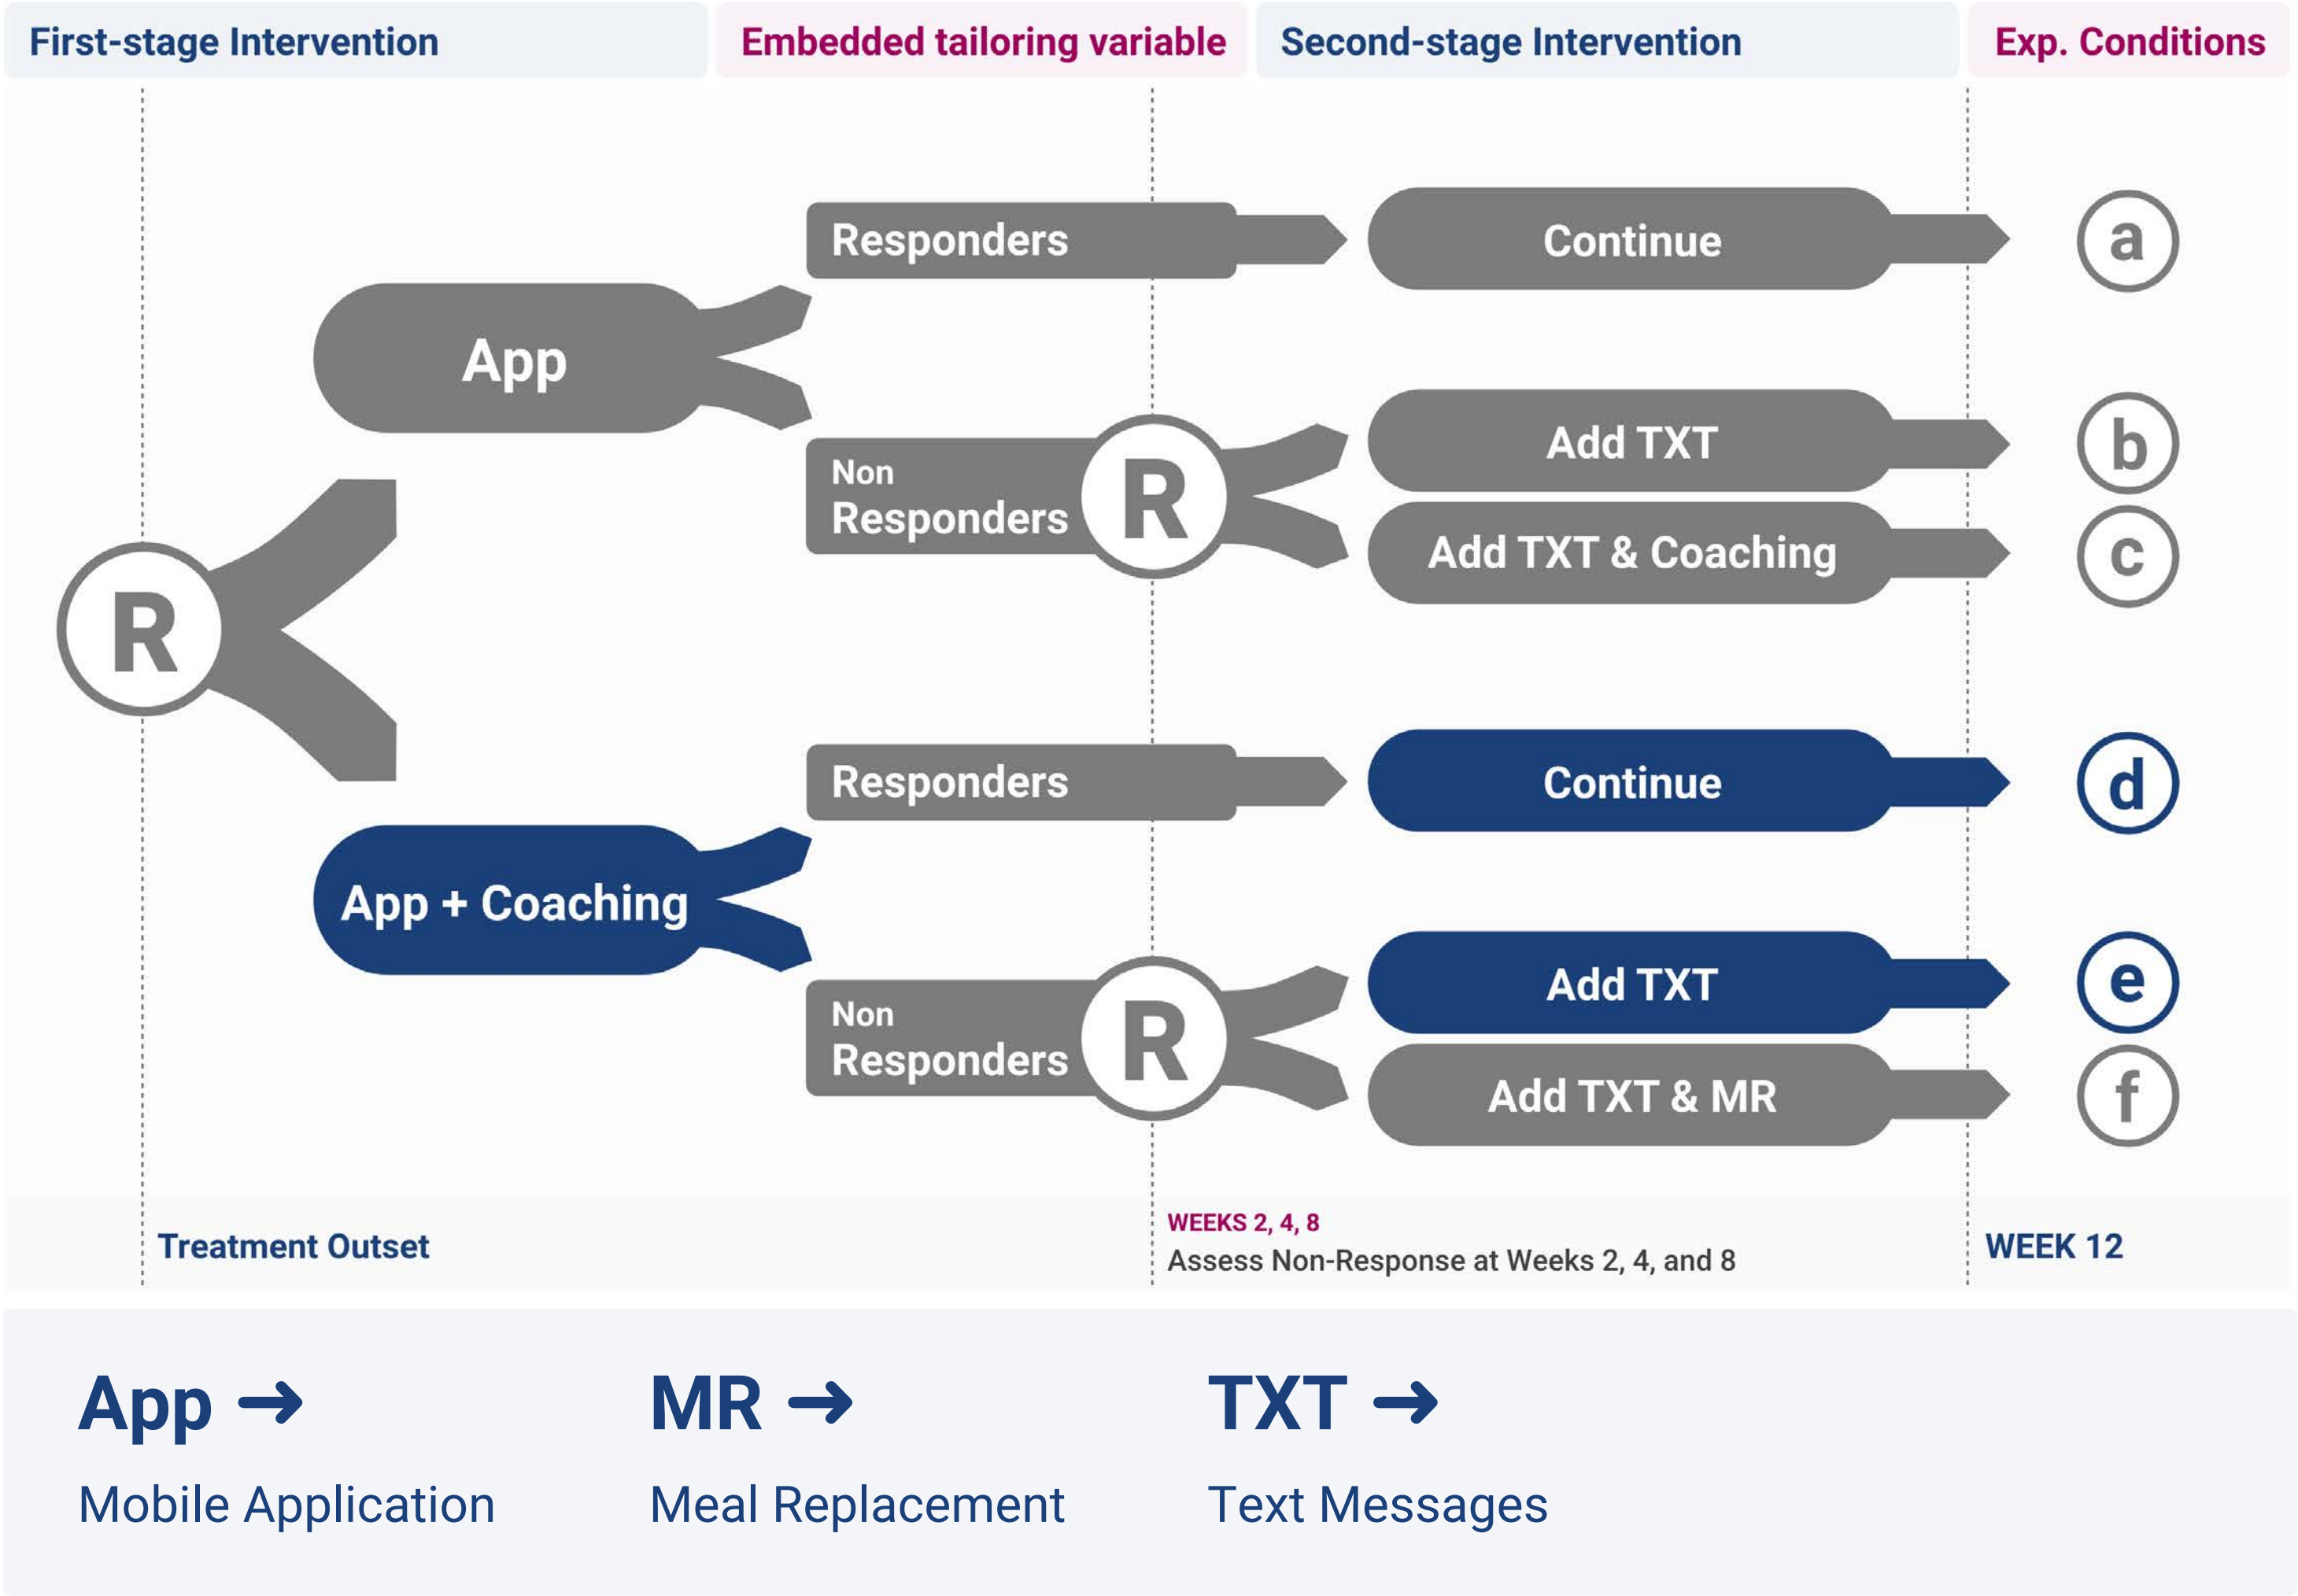 First-stage Intervention
Embedded tailoring variable
Second-stage Intervention
Exp. Conditions
R
App
Responders
Continue
a
Non
Responders
R
Add TXT
b
Add TXT & Coaching
c
App + Coaching
Responders
Continue
d
Non
Responders
R
Add TXT
e
Add TXT & MR
f
Treatment Outset
WEEKS 2, 4, 8
Assess Non-Response at Weeks 2, 4, and 8
WEEK 12
App →
Mobile Application
MR →
Meal Replacement
TXT →
Text Messages